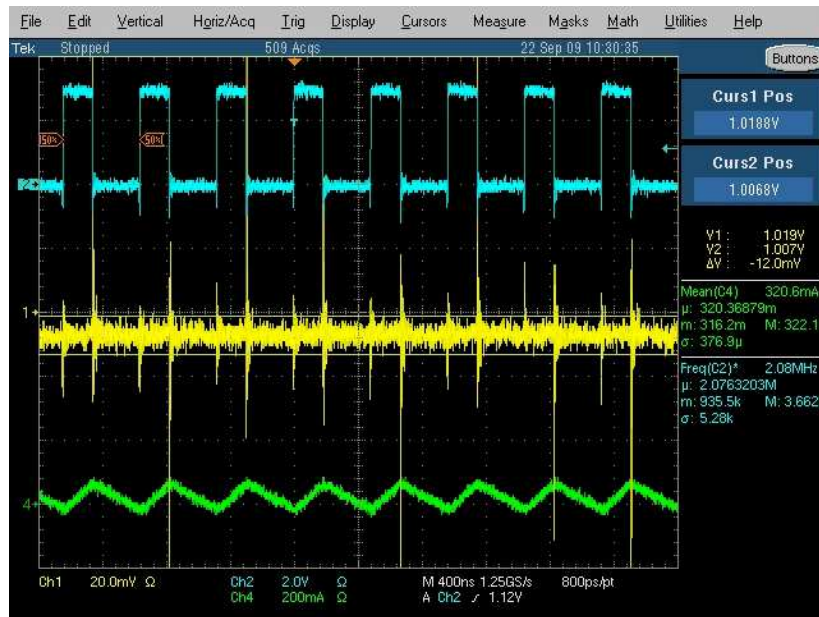 File Edit Vertical Horiz/Acq Trig Display Cursors Measure Masks Math Utilities Help
Tek Stopped 509 Acqs 22 Sep 09 10:30:35
Buttons
Curs1 Pos
1.0188V
Curs2 Pos
1.0068V
V1 : 1.019V
V2 : 1.007V
ΔV : -12.0mV
Mean(C4) 320.6mA
µ: 320.36879m
m: 316.2m M: 322.1
σ: 376.9µ
Freq(C2)* 2.08MHz
µ: 2.0763203M
m: 935.5k M: 3.662
σ: 5.28k
50% 50%
T
2
1
4
Ch1 20.0mV Ω Ch2 2.0V Ω M 400ns 1.25GS/s 800ps/pt
Ch4 200mA Ω A Ch2 1.12V